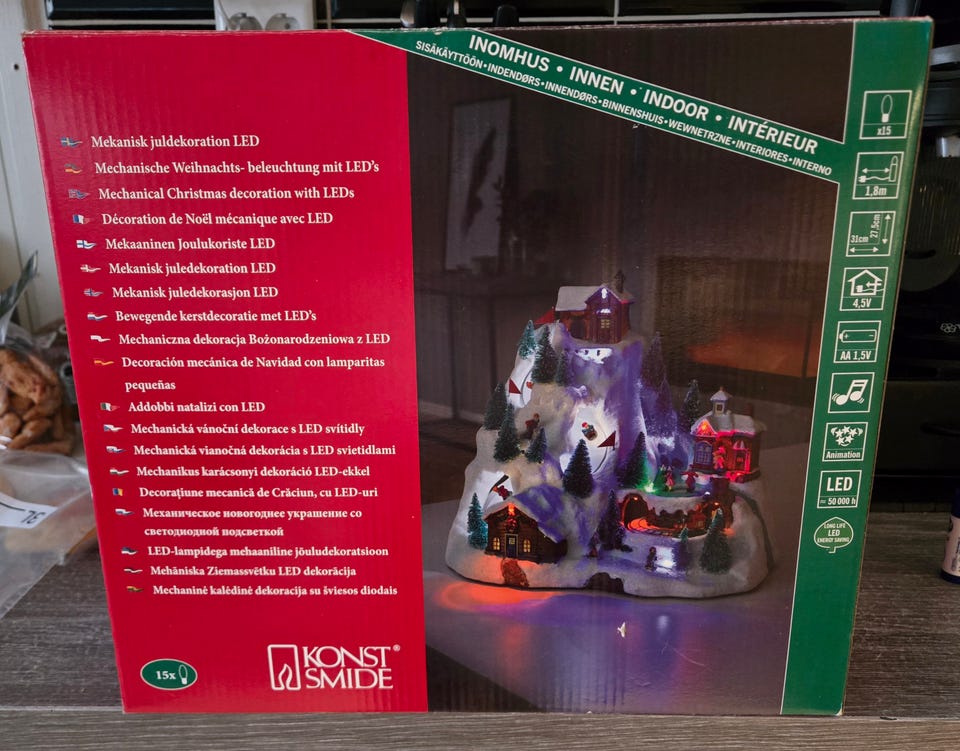 INOMHUS • INNEN • INDOOR • INTÉRIEUR
SISÄKÄYTTÖÖN•INDENDØRS•INNENDØRS•BINNENSHUIS•WEWNETRZNE•INTERIORES•INTERNO
Mekanisk juldekoration LED
Mechanische Weihnachts- beleuchtung mit LED's
Mechanical Christmas decoration with LEDs
Décoration de Noël mécanique avec LED
Mekaaninen Joulukoriste LED
Mekanisk juledekoration LED
Mekanisk juledekorasjon LED
Bewegende kerstdecoratie met LED's
Mechaniczna dekoracja Bożonarodzeniowa z LED
Decoración mecánica de Navidad con lamparitas
pequeñas
Addobbi natalizi con LED
Mechanická vánoční dekorace s LED svítidly
Mechanická vianočná dekorácia s LED svietidlami
Mechanikus karácsonyi dekoráció LED-ekkel
Decorațiune mecanică de Crăciun, cu LED-uri
Механическое новогоднее украшение со
светодиодной подсветкой
LED-lampidega mehaaniline jõuludekoratsioon
Mehāniska Ziemassvētku LED dekorācija
Mechaninė kalėdinė dekoracija su šviesos diodais
15x
KONST
SMIDE®
x15
1,8m
31cm
27,5cm
4,5V
AA 1,5V
Animation
LED
≈ 50 000 h
LONG LIFE
LED
ENERGY SAVING